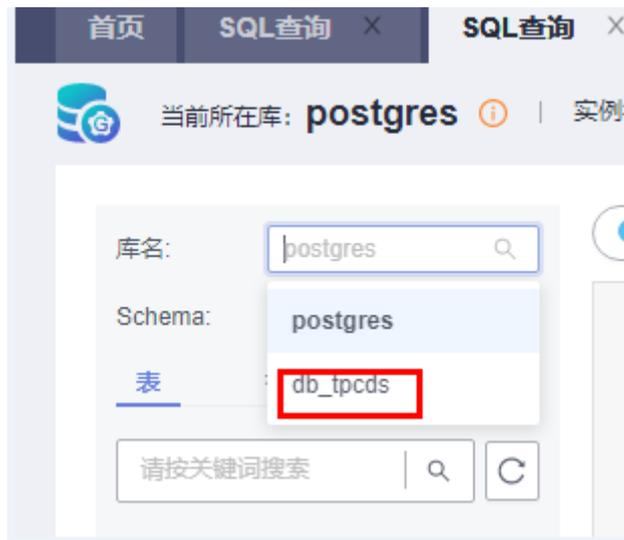 首页 SQL查询 SQL查询
当前所在库: postgres | 实例
库名: postgres
Schema: postgres
表 db_tpcds
请按关键词搜索